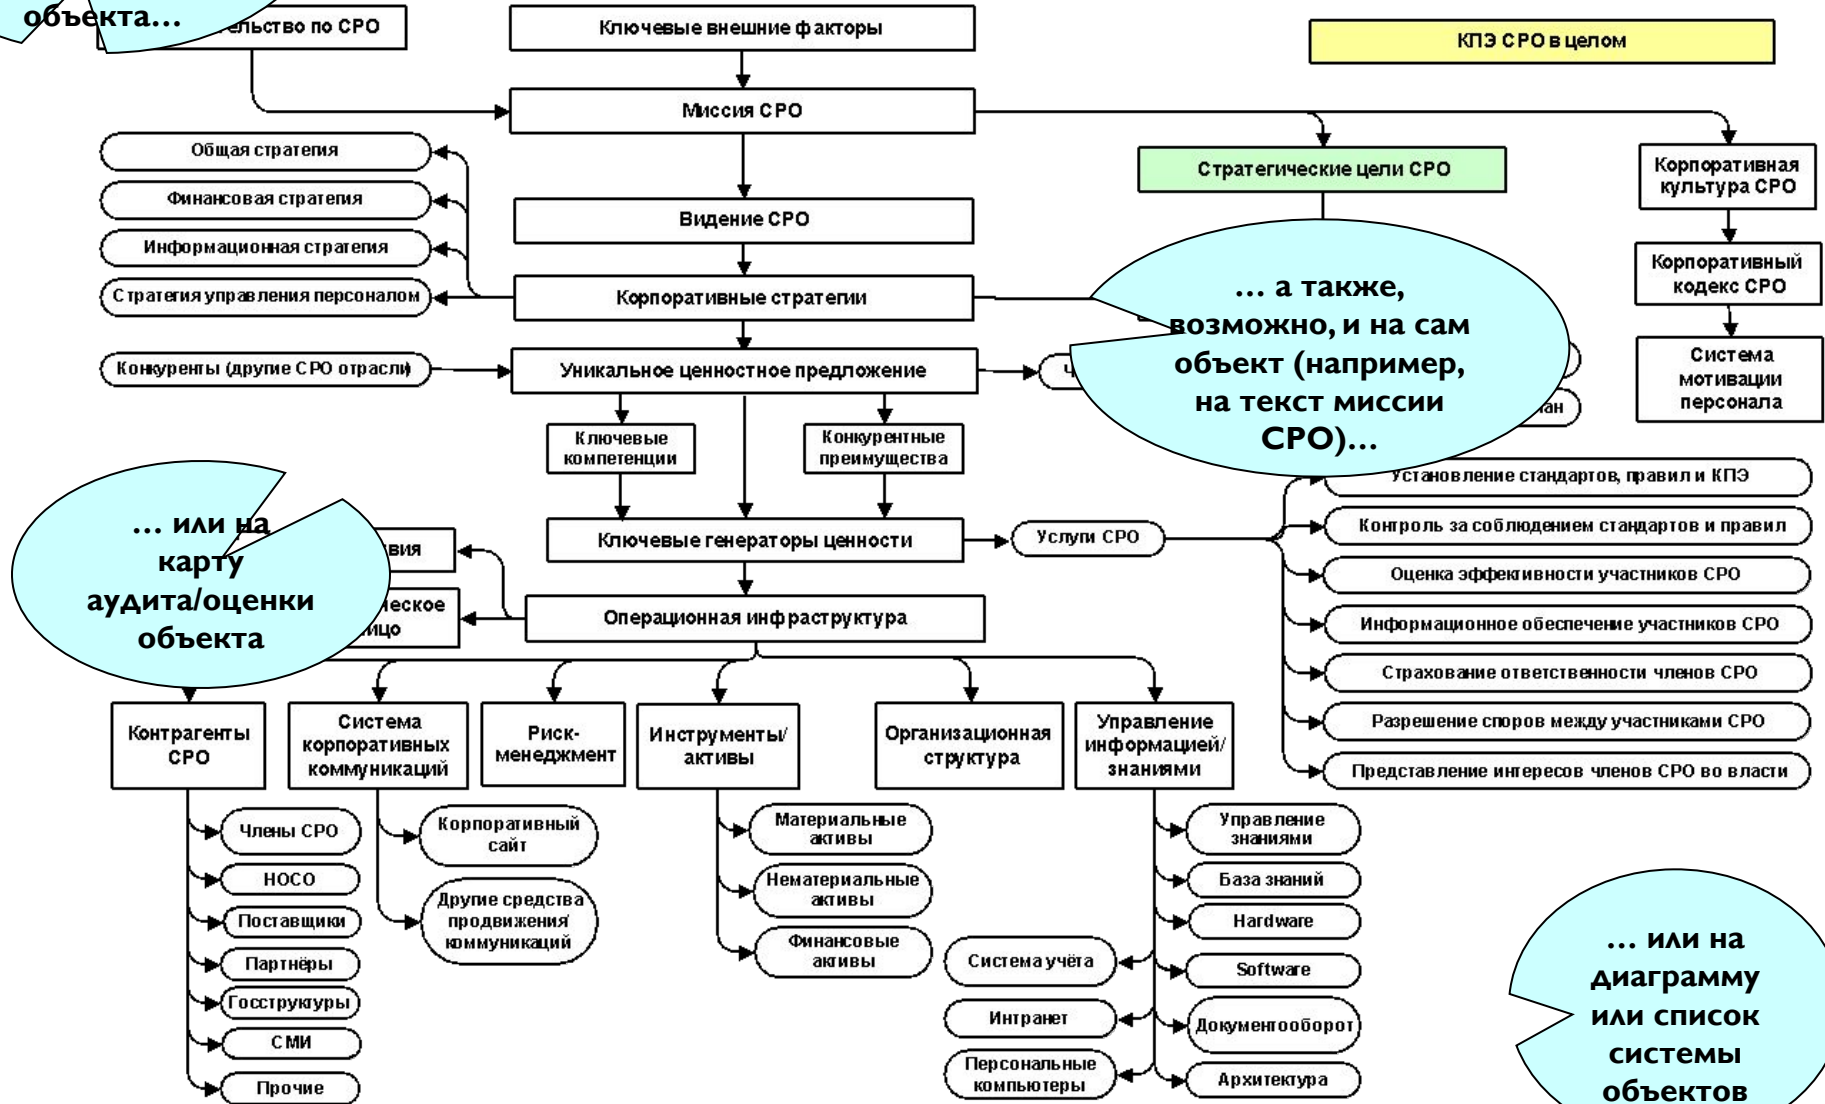 объекта...
ельство по СРО
Ключевые внешние факторы
КПЭ СРО в целом
Миссия СРО
Общая стратегия
Стратегические цели СРО
Корпоративная
культура СРО
Финансовая стратегия
Видение СРО
Информационная стратегия
Корпоративный
кодекс СРО
Стратегия управления персоналом
Корпоративные стратегии
... а также,
возможно, и на сам
объект (например,
на текст миссии
СРО)...
Конкуренты (другие СРО отрасли)
Уникальное ценностное предложение
Система
мотивации
персонала
Ключевые
компетенции
Конкурентные
преимущества
Установление стандартов, правил и КПЭ
... или на
карту
аудита/оценки
объекта
Ключевые генераторы ценности
Услуги СРО
Контроль за соблюдением стандартов и правил
Оценка эффективности участников СРО
Операционная инфраструктура
Информационное обеспечение участников СРО
Страхование ответственности членов СРО
Разрешение споров между участниками СРО
Представление интересов членов СРО во власти
Контрагенты
СРО
Система
корпоративных
коммуникаций
Риск-
менеджмент
Инструменты/
активы
Организационная
структура
Управление
информацией/
знаниями
Члены СРО
НОСО
Поставщики
Партнёры
Госструктуры
СМИ
Прочие
Корпоративный
сайт
Другие средства
продвижения/
коммуникаций
Материальные
активы
Нематериальные
активы
Финансовые
активы
Управление
знаниями
База знаний
Hardware
Software
Документооборот
Архитектура
Система учёта
Интранет
Персональные
компьютеры
... или на
диаграмму
или список
системы
объектов